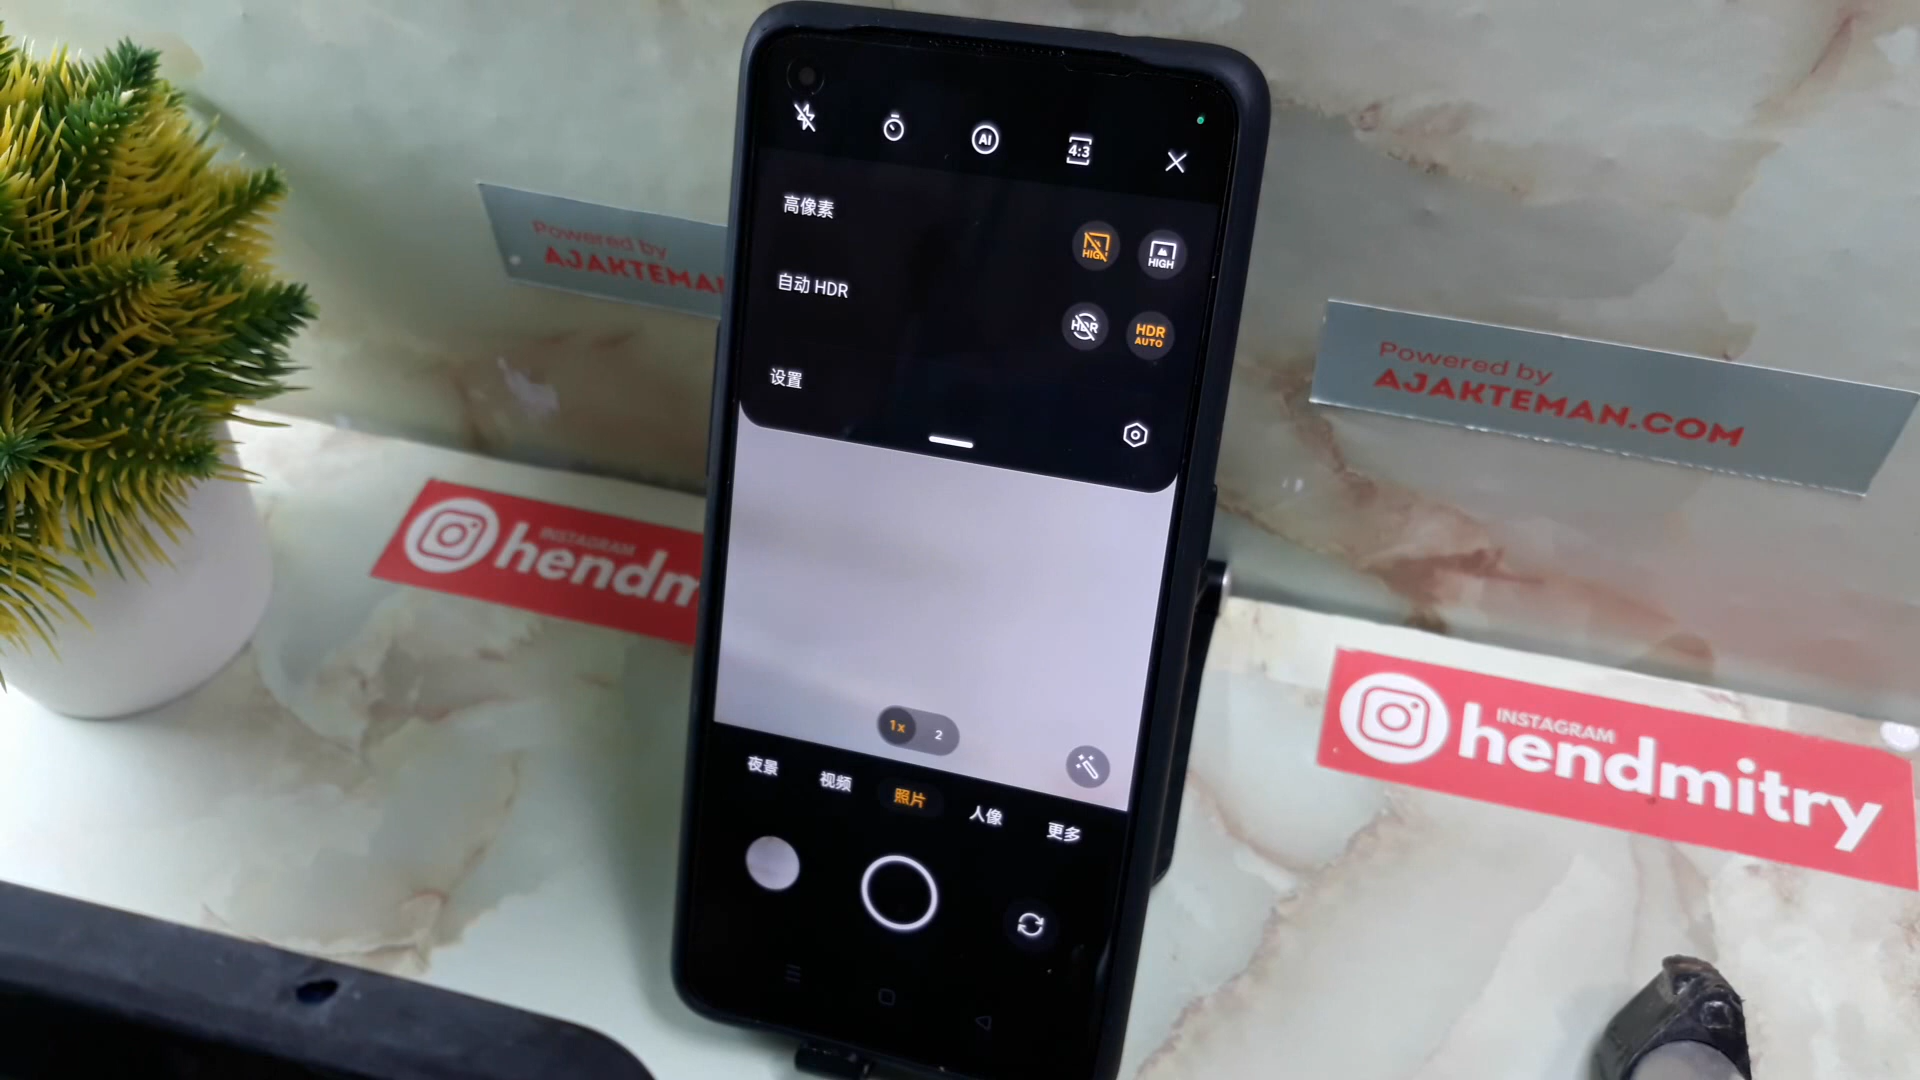 AI
4:3
高像素
HIGH
HIGH
自动 HDR
HDR
HDR
AUTO
设置
1x
2
夜景
视频
照片
人像
更多
Powered by
AJAKTEMA
Powered by
AJAKTEMAN.COM
INSTAGRAM
hendm
INSTAGRAM
hendmitry